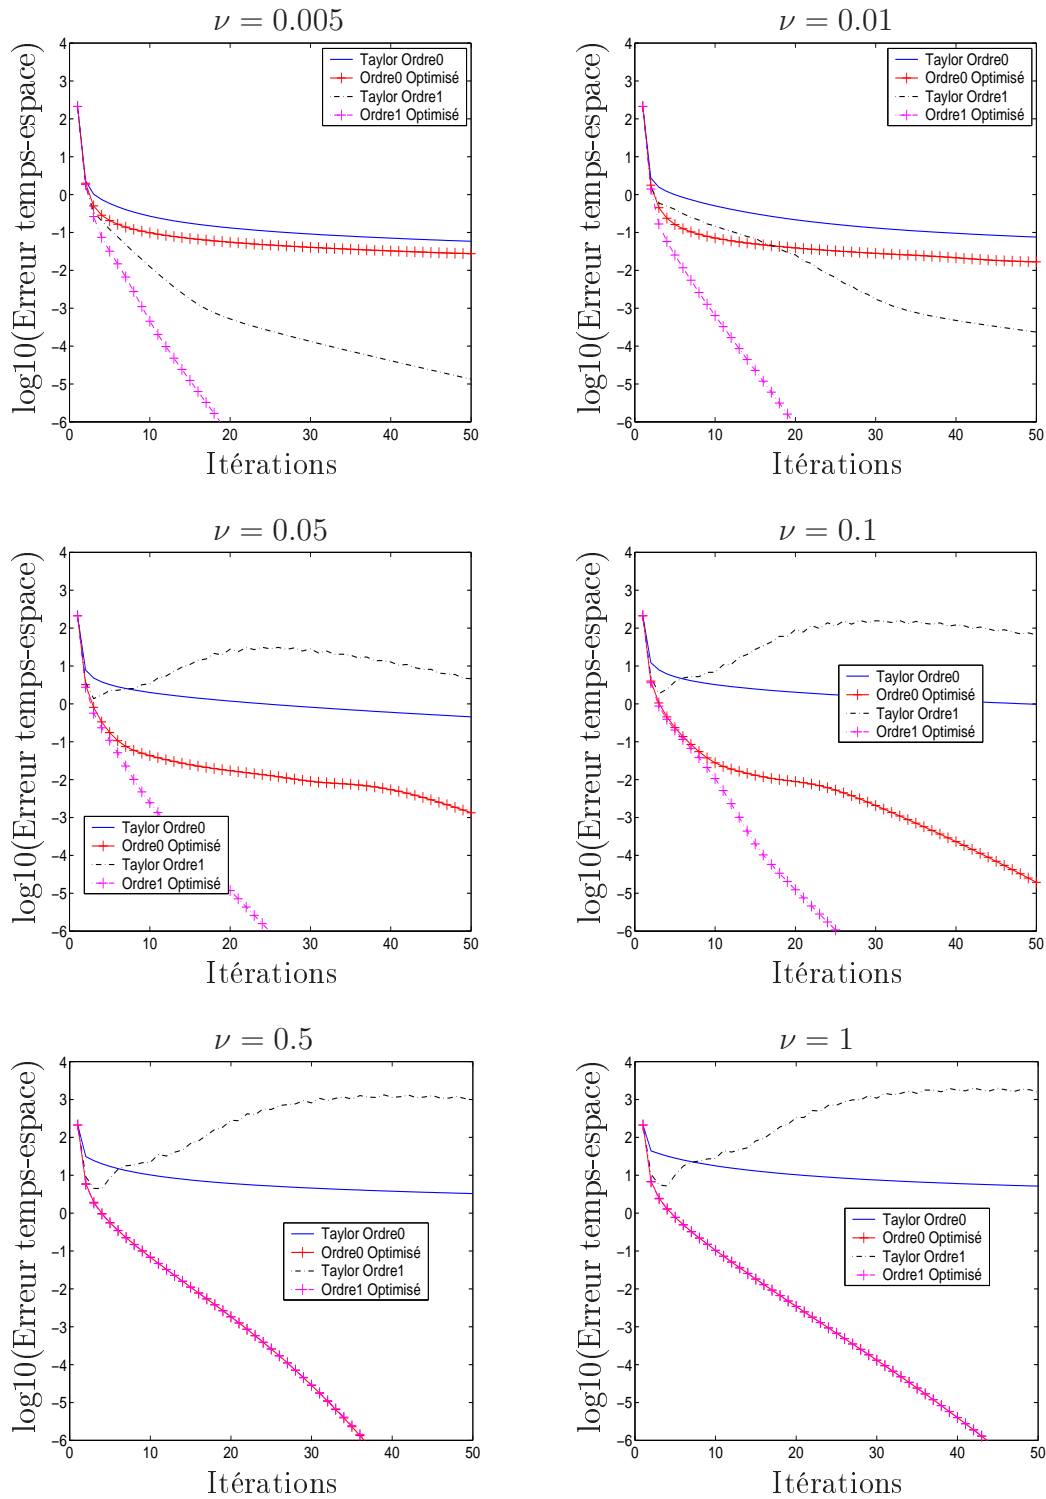 ν = 0.005
log10(Erreur temps-espace)
4
3
2
1
0
−1
−2
−3
−4
−5
−6
Taylor Ordre0
Ordre0 Optimisé
Taylor Ordre1
Ordre1 Optimisé
0 10 20 30 40 50
Itérations
ν = 0.01
log10(Erreur temps-espace)
4
3
2
1
0
−1
−2
−3
−4
−5
−6
Taylor Ordre0
Ordre0 Optimisé
Taylor Ordre1
Ordre1 Optimisé
0 10 20 30 40 50
Itérations
ν = 0.05
log10(Erreur temps-espace)
4
3
2
1
0
−1
−2
−3
−4
−5
−6
Taylor Ordre0
Ordre0 Optimisé
Taylor Ordre1
Ordre1 Optimisé
0 10 20 30 40 50
Itérations
ν = 0.1
log10(Erreur temps-espace)
4
3
2
1
0
−1
−2
−3
−4
−5
−6
Taylor Ordre0
Ordre0 Optimisé
Taylor Ordre1
Ordre1 Optimisé
0 10 20 30 40 50
Itérations
ν = 0.5
log10(Erreur temps-espace)
4
3
2
1
0
−1
−2
−3
−4
−5
−6
Taylor Ordre0
Ordre0 Optimisé
Taylor Ordre1
Ordre1 Optimisé
0 10 20 30 40 50
Itérations
ν = 1
log10(Erreur temps-espace)
4
3
2
1
0
−1
−2
−3
−4
−5
−6
Taylor Ordre0
Ordre0 Optimisé
Taylor Ordre1
Ordre1 Optimisé
0 10 20 30 40 50
Itérations